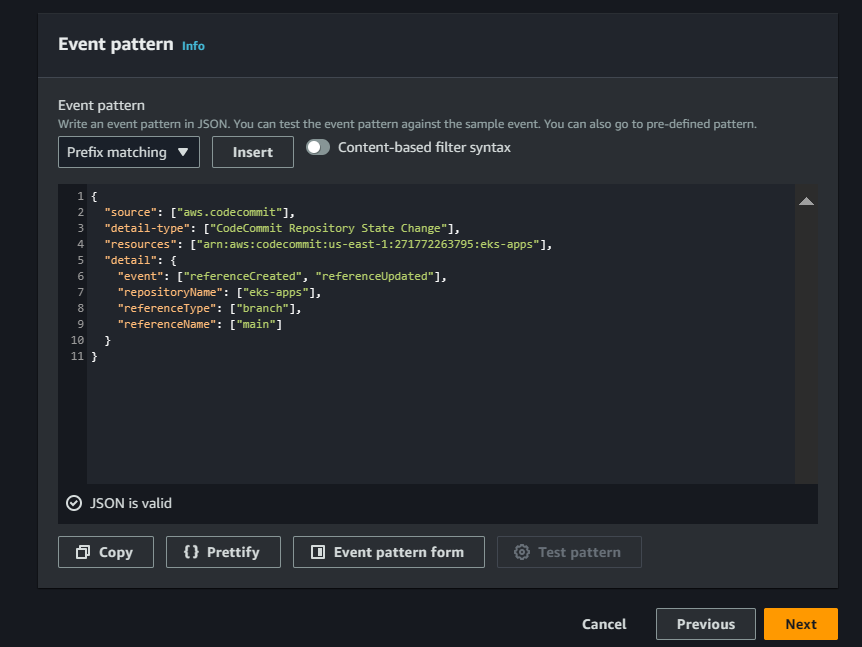 Event pattern Info
Event pattern
Write an event pattern in JSON. You can test the event pattern against the sample event. You can also go to pre-defined pattern.
Prefix matching Insert Content-based filter syntax
1 {
2 "source": ["aws.codecommit"],
3 "detail-type": ["CodeCommit Repository State Change"],
4 "resources": ["arn:aws:codecommit:us-east-1:271772263795:eks-apps"],
5 "detail": {
6 "event": ["referenceCreated", "referenceUpdated"],
7 "repositoryName": ["eks-apps"],
8 "referenceType": ["branch"],
9 "referenceName": ["main"]
10 }
11 }
JSON is valid
Copy {} Prettify Event pattern form Test pattern
Cancel Previous Next